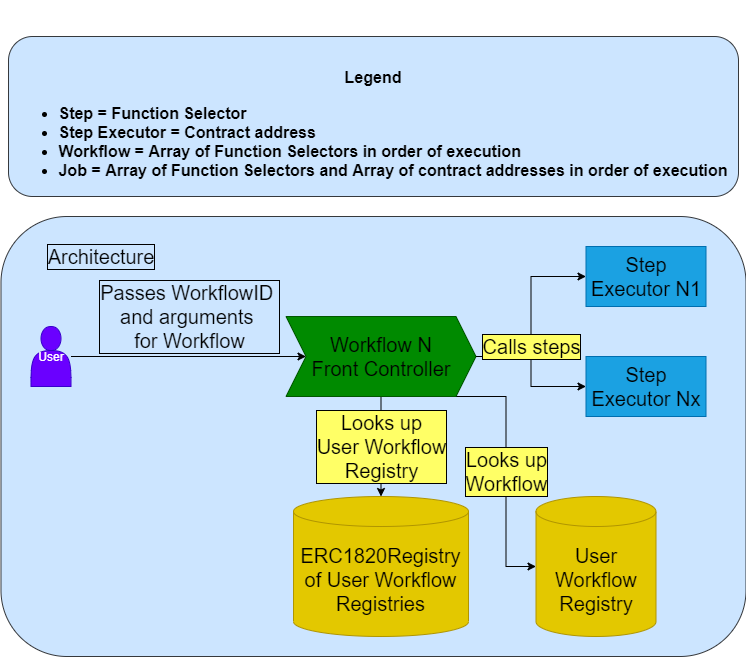 Legend
• Step = Function Selector
• Step Executor = Contract address
• Workflow = Array of Function Selectors in order of execution
• Job = Array of Function Selectors and Array of contract addresses in order of execution
Architecture
Passes WorkflowID
and arguments
for Workflow
User
Workflow N
Front Controller
Calls steps
Step
Executor N1
Step
Executor Nx
Looks up
User Workflow
Registry
Looks up
Workflow
ERC1820Registry
of User Workflow
Registries
User
Workflow
Registry